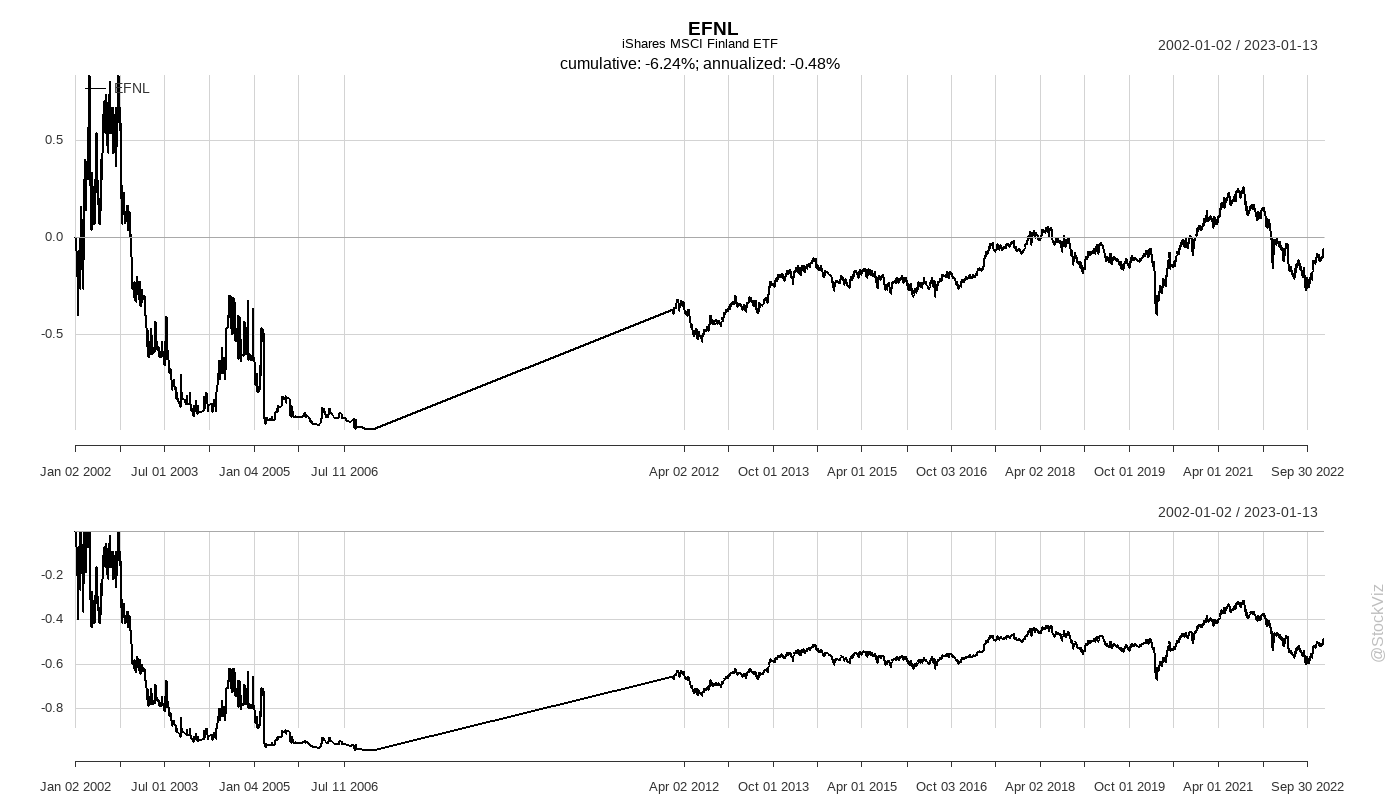 EFNL
iShares MSCI Finland ETF
cumulative: -6.24%; annualized: -0.48%
2002-01-02 / 2023-01-13
EFNL
0.5
0.0
-0.5
Jan 02 2002 Jul 01 2003 Jan 04 2005 Jul 11 2006 Apr 02 2012 Oct 01 2013 Apr 01 2015 Oct 03 2016 Apr 02 2018 Oct 01 2019 Apr 01 2021 Sep 30 2022
2002-01-02 / 2023-01-13
-0.2
-0.4
-0.6
-0.8
Jan 02 2002 Jul 01 2003 Jan 04 2005 Jul 11 2006 Apr 02 2012 Oct 01 2013 Apr 01 2015 Oct 03 2016 Apr 02 2018 Oct 01 2019 Apr 01 2021 Sep 30 2022
@StockViz